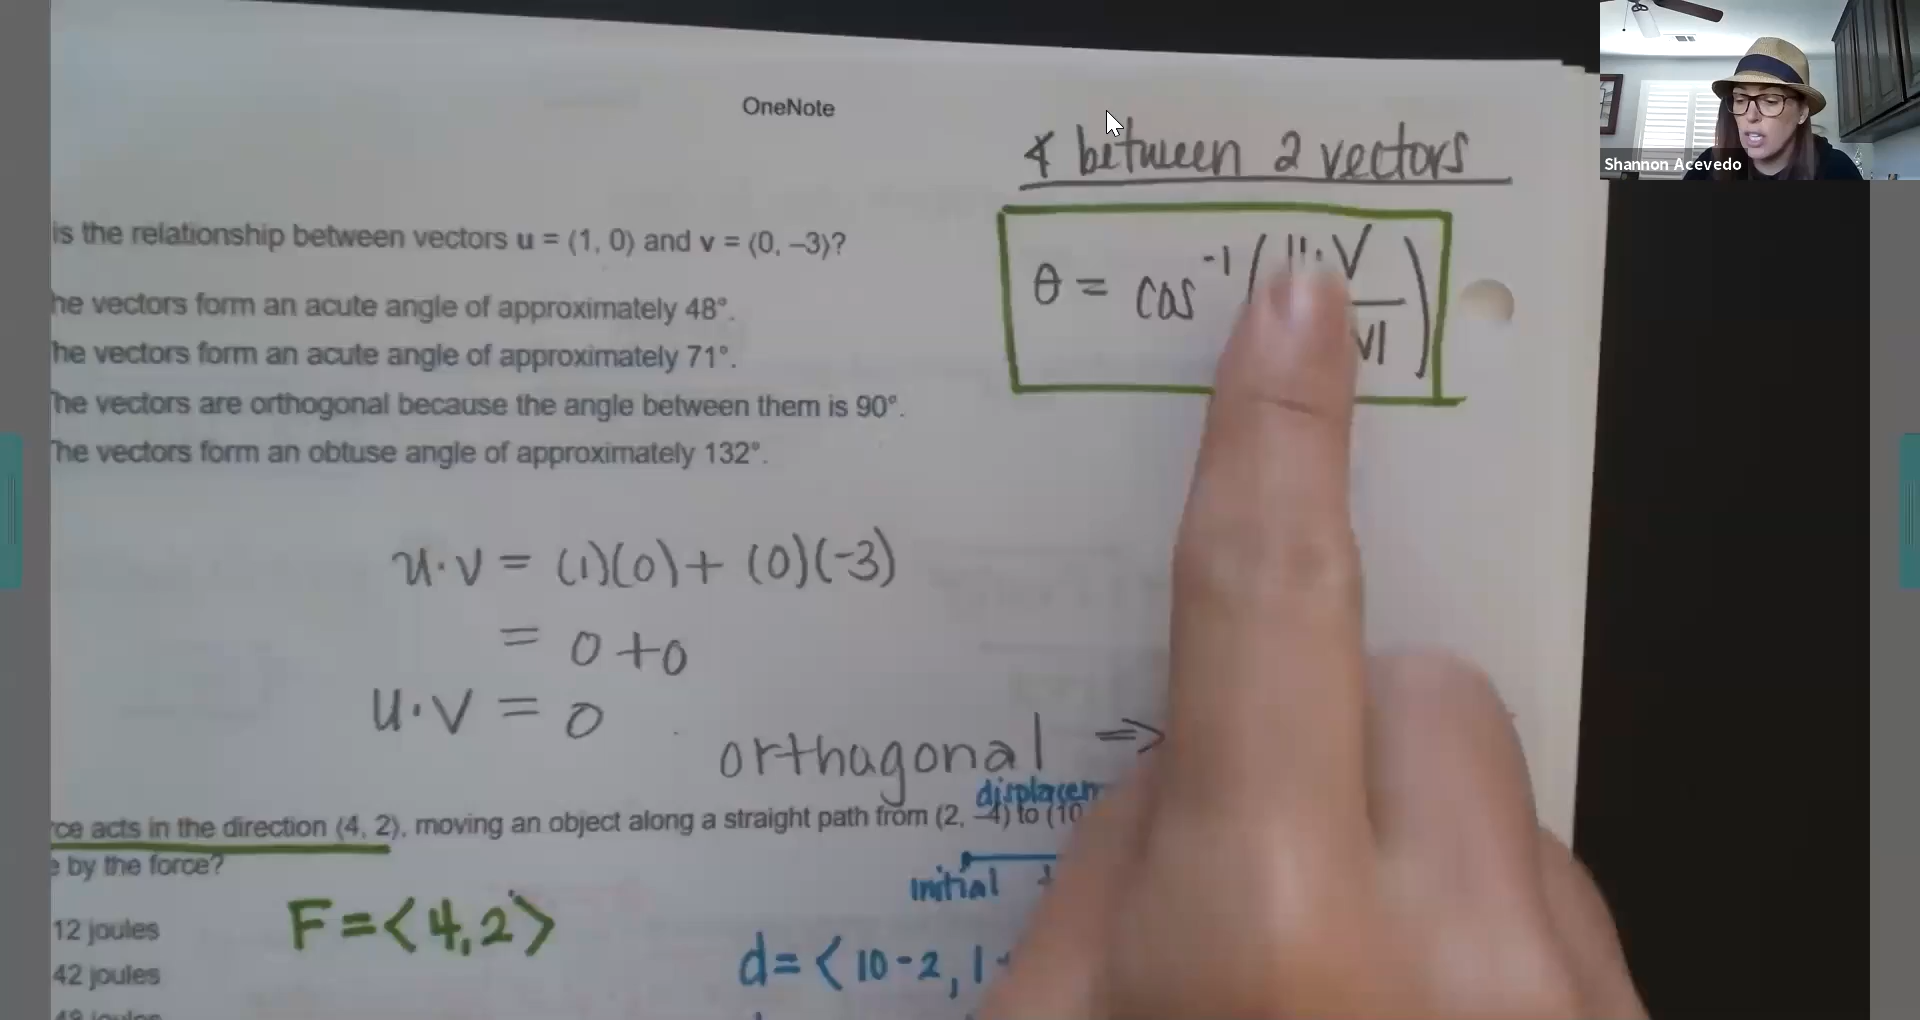 OneNote
∡ between 2 vectors
Shannon Acevedo
θ = cos⁻¹ ( u·v
v| )
is the relationship between vectors u = ⟨1, 0⟩ and v = ⟨0, –3⟩?
he vectors form an acute angle of approximately 48°.
he vectors form an acute angle of approximately 71°.
he vectors are orthogonal because the angle between them is 90°.
he vectors form an obtuse angle of approximately 132°.
u·v = (1)(0) + (0)(-3)
= 0 + 0
u·v = 0
orthagonal ⇒
displacem
rce acts in the direction ⟨4, 2⟩, moving an object along a straight path from (2, –4) to (10
e by the force?
initial
F = <4, 2>
12 joules
d = < 10 - 2, 1
42 joules